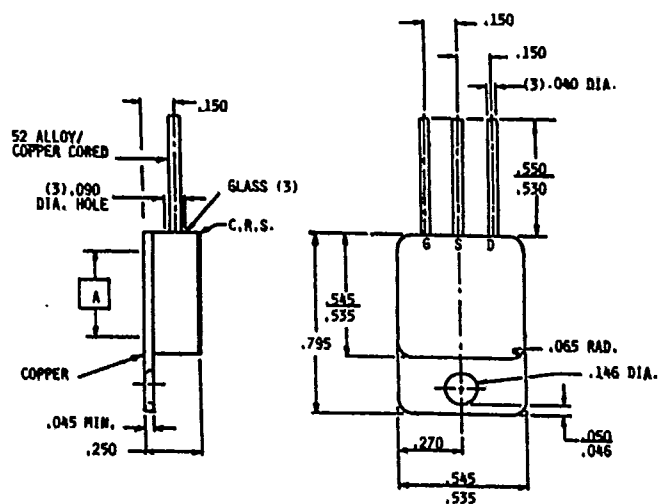 .150
52 ALLOY/
COPPER CORED
(3).090
DIA. HOLE
GLASS (3)
C.R.S.
A
COPPER
.045 MIN.
.250
.150
.150
(3).040 DIA.
.550
.530
G S D
.545
.535
.795
.065 RAD.
.146 DIA.
.270
.050
.046
.545
.535